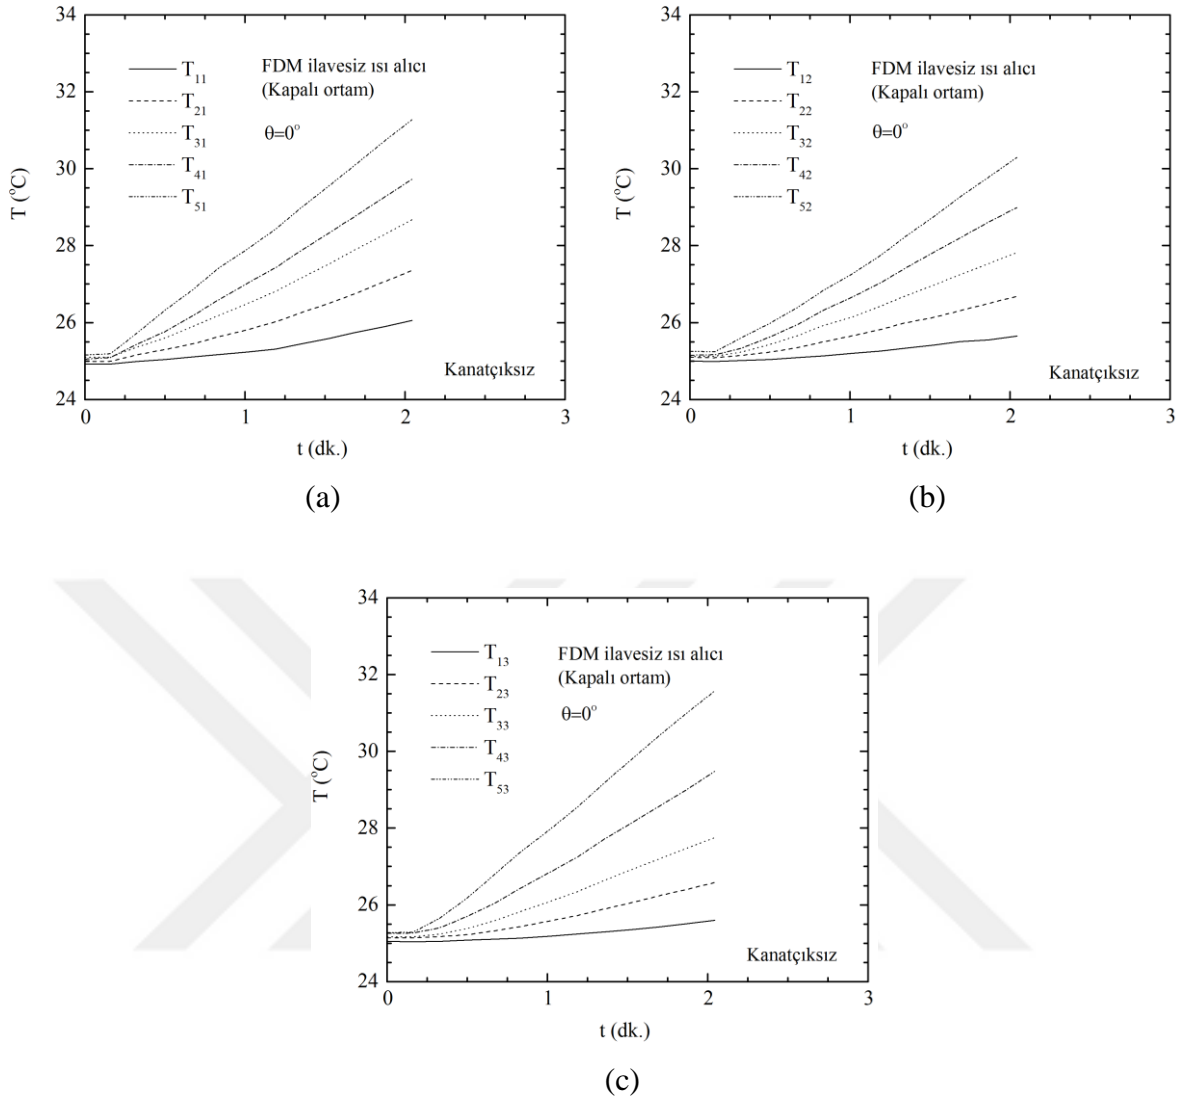 34
32
30
28
26
24
T (°C)
T₁₁
T₂₁
T₃₁
T₄₁
T₅₁
FDM ilavesiz ısı alıcı
(Kapalı ortam)
θ=0°
Kanatçıksız
0 1 2 3
t (dk.)
(a)
34
32
30
28
26
24
T (°C)
T₁₂
T₂₂
T₃₂
T₄₂
T₅₂
FDM ilavesiz ısı alıcı
(Kapalı ortam)
θ=0°
Kanatçıksız
0 1 2 3
t (dk.)
(b)
34
32
30
28
26
24
T (°C)
T₁₃
T₂₃
T₃₃
T₄₃
T₅₃
FDM ilavesiz ısı alıcı
(Kapalı ortam)
θ=0°
Kanatçıksız
0 1 2 3
t (dk.)
(c)